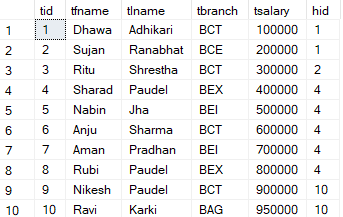 tid tfname tlname tbranch tsalary hid
1 1 Dhawa Adhikari BCT 100000 1
2 2 Sujan Ranabhat BCE 200000 1
3 3 Ritu Shrestha BCT 300000 2
4 4 Sharad Paudel BEX 400000 4
5 5 Nabin Jha BEI 500000 4
6 6 Anju Sharma BCT 600000 4
7 7 Aman Pradhan BEI 700000 4
8 8 Rubi Paudel BEX 800000 4
9 9 Nikesh Paudel BCT 900000 10
10 10 Ravi Karki BAG 950000 10